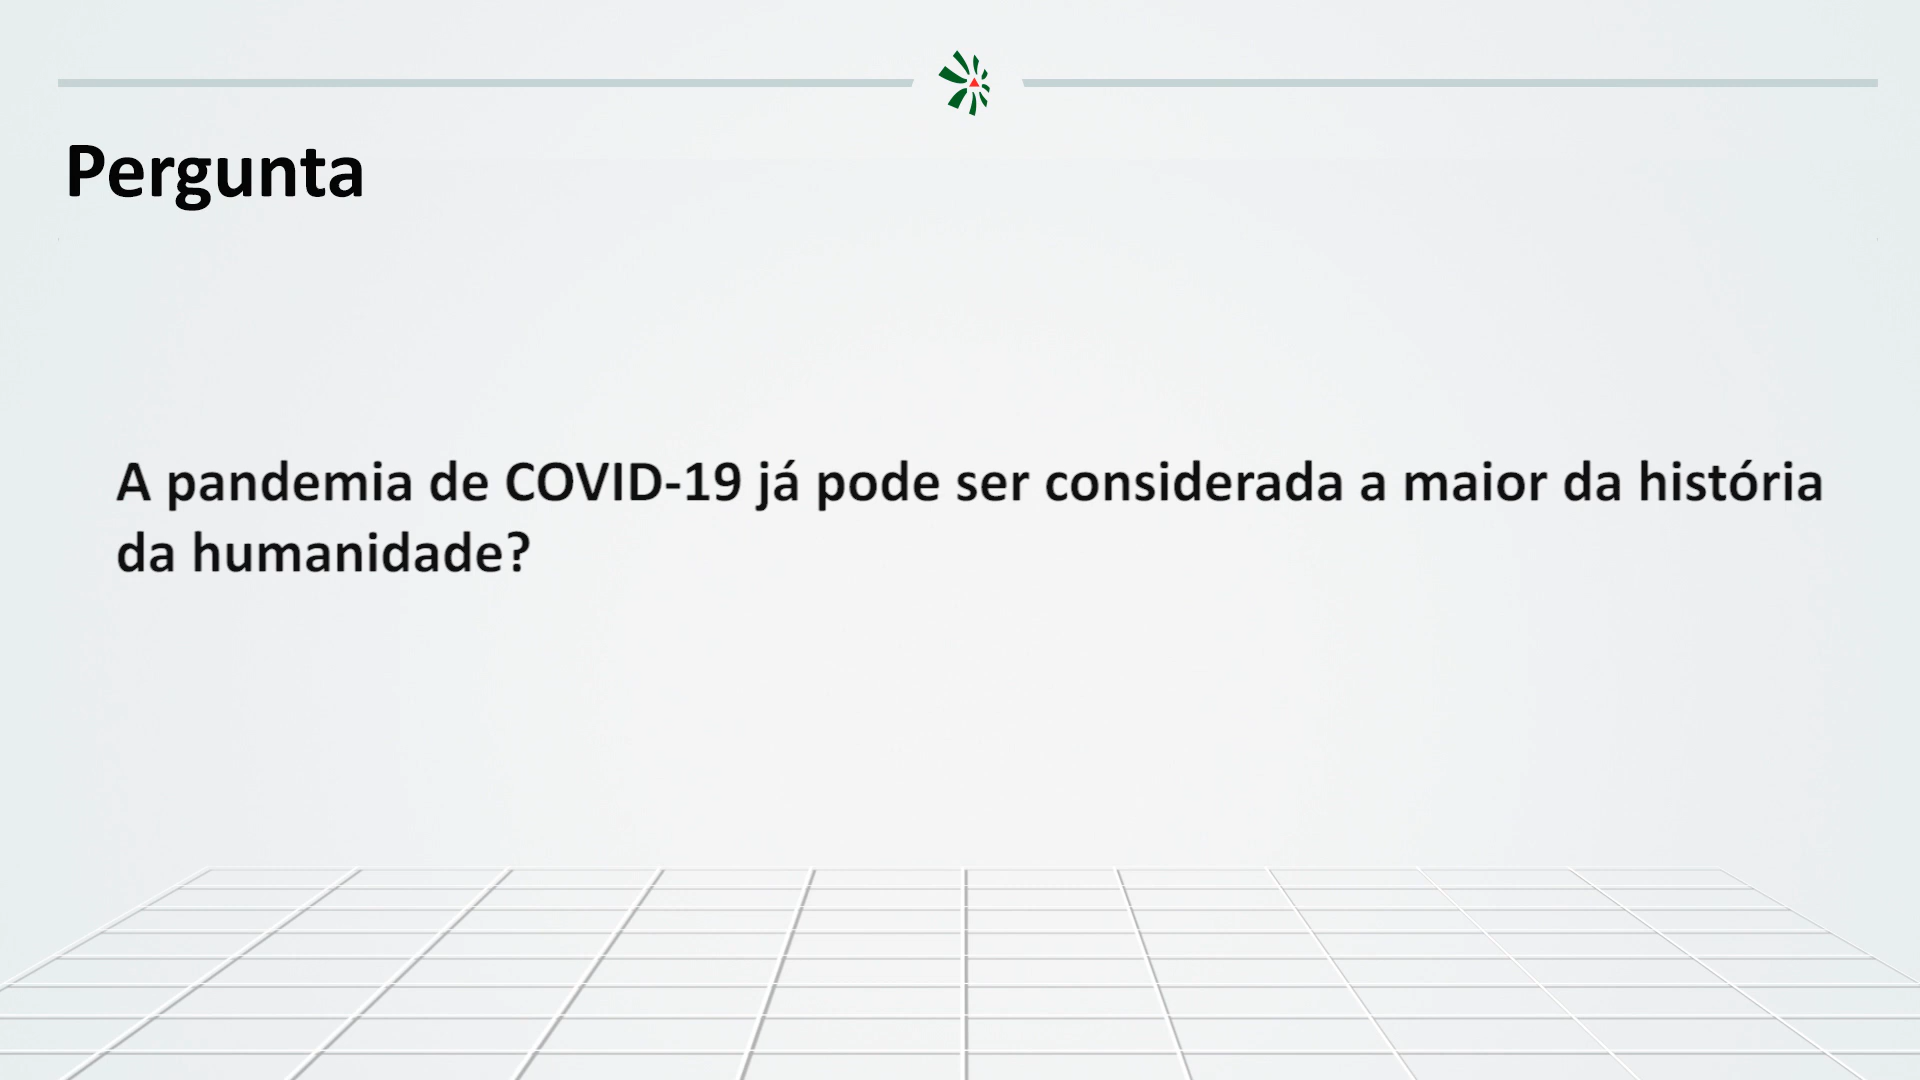 Pergunta
A pandemia de COVID-19 já pode ser considerada a maior da história
da humanidade?